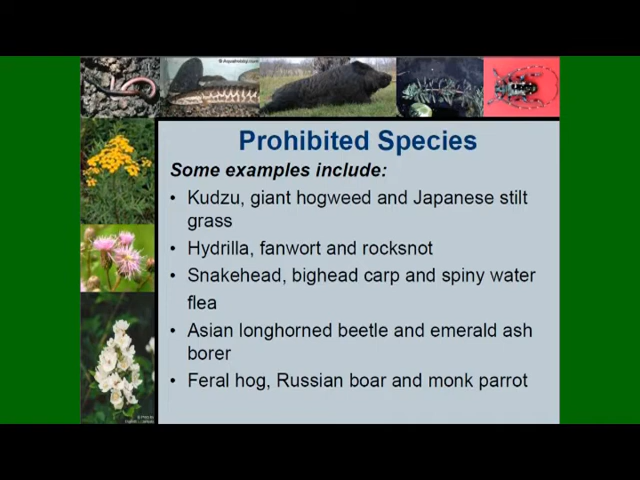 Prohibited Species
Some examples include:
• Kudzu, giant hogweed and Japanese stilt
grass
• Hydrilla, fanwort and rocksnot
• Snakehead, bighead carp and spiny water
flea
• Asian longhorned beetle and emerald ash
borer
• Feral hog, Russian boar and monk parrot